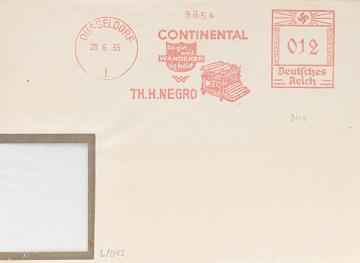 9854
DÜSSELDORF
28.6.35
1
CONTINENTAL
So gut,
weil
WANDERER
sie baut
W
TH.H.NEGRO
012
Deutsches
Reich
L1042